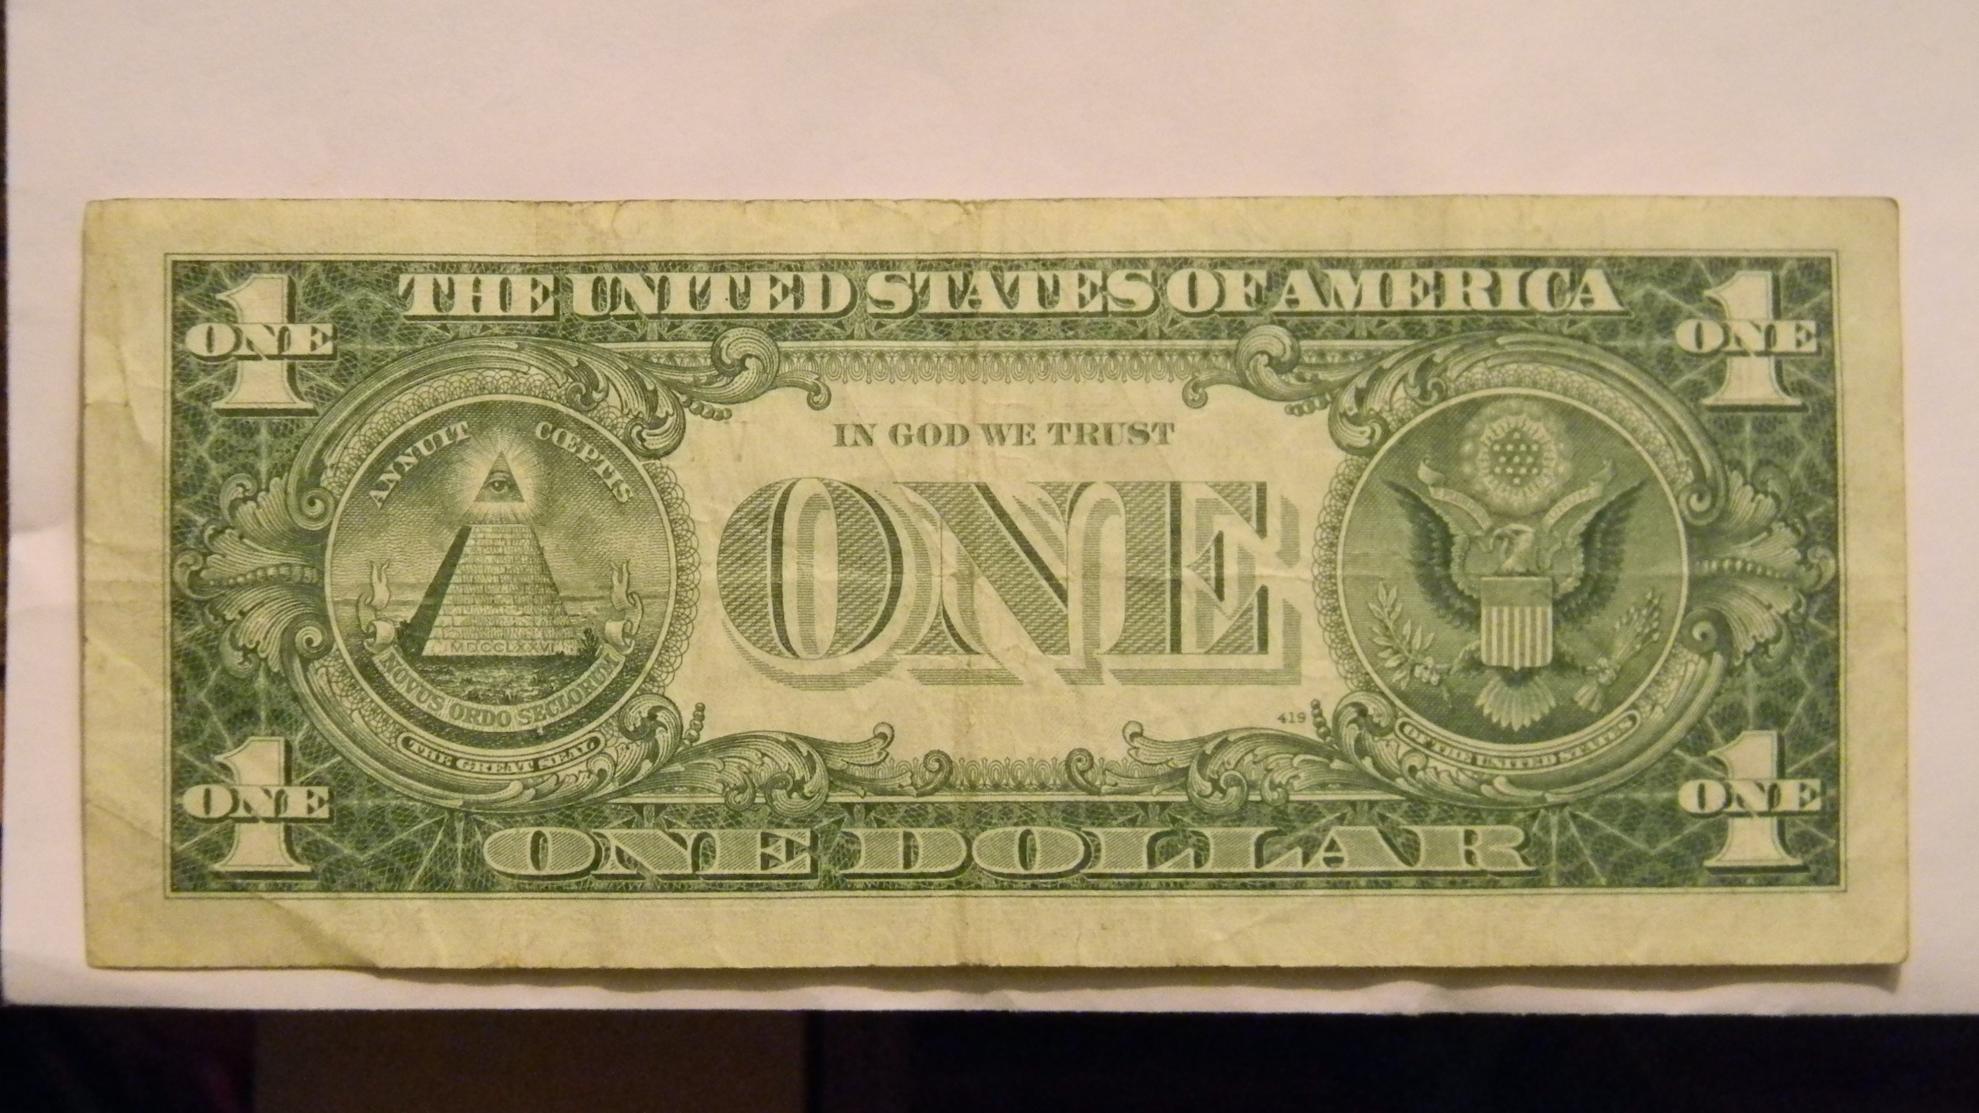 THE UNITED STATES OF AMERICA
1
ONE
1
ONE
ANNUIT CŒPTIS
IN GOD WE TRUST
ONE
MDCCLXXVI
NOVUS ORDO SECLORUM
THE GREAT SEAL
419
OF THE UNITED STATES
1
ONE
ONE DOLLAR
1
ONE